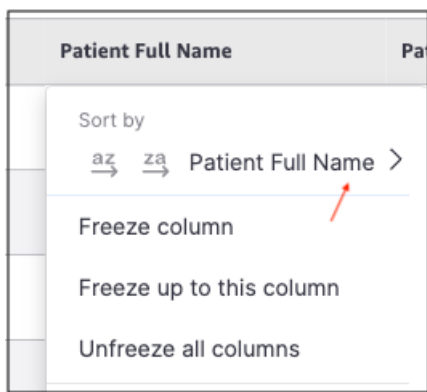 Patient Full Name Pa
Sort by
az za Patient Full Name
Freeze column
Freeze up to this column
Unfreeze all columns